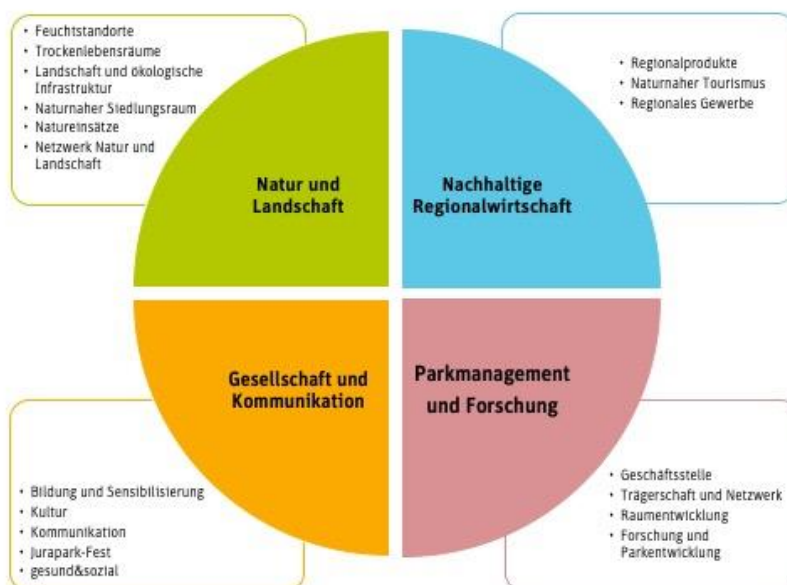 • Feuchtstandorte
• Trockenlebensräume
• Landschaft und ökologische
Infrastruktur
• Naturnaher Siedlungsraum
• Natureinsätze
• Netzwerk Natur und
Landschaft
Natur und
Landschaft
• Regionalprodukte
• Naturnaher Tourismus
• Regionales Gewerbe
Nachhaltige
Regionalwirtschaft
Gesellschaft und
Kommunikation
• Bildung und Sensibilisierung
• Kultur
• Kommunikation
• Jurapark-Fest
• gesund&sozial
Parkmanagement
und Forschung
• Geschäftsstelle
• Trägerschaft und Netzwerk
• Raumentwicklung
• Forschung und
Parkentwicklung